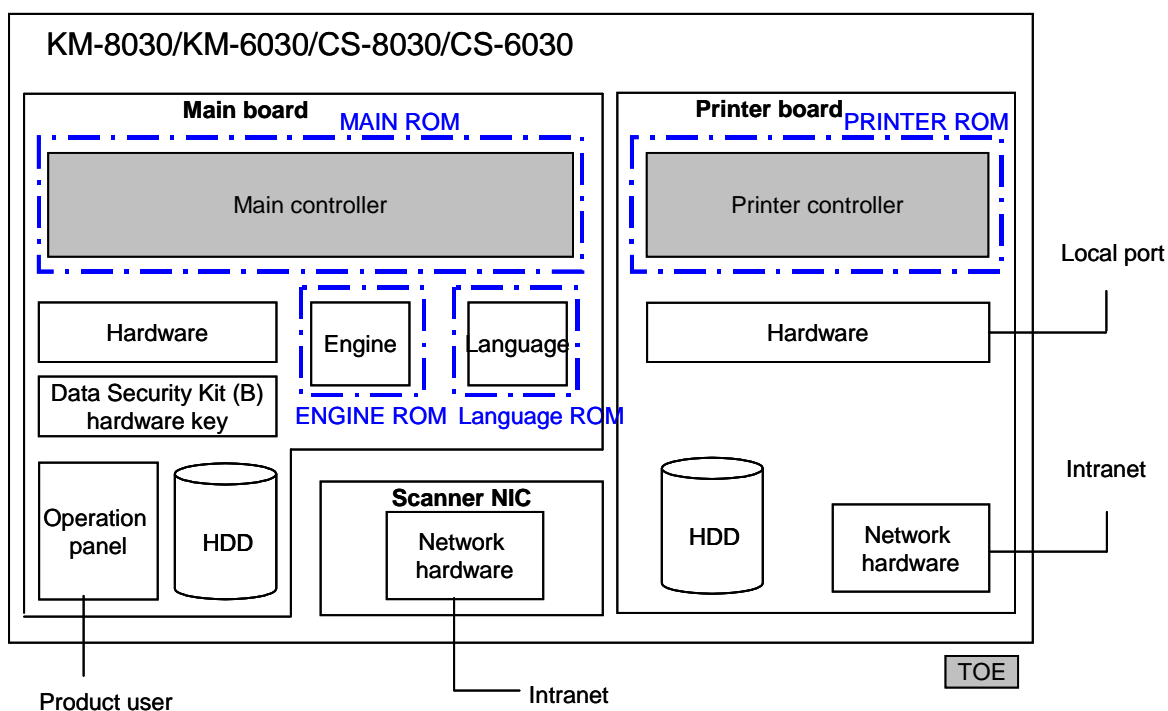 KM-8030/KM-6030/CS-8030/CS-6030
Main board
MAIN ROM
Main controller
Hardware
Data Security Kit (B)
hardware key
Engine
ENGINE ROM
Language
Language ROM
Operation
panel
HDD
Scanner NIC
Network
hardware
Printer board
PRINTER ROM
Printer controller
Hardware
HDD
Network
hardware
Local port
Intranet
TOE
Product user
Intranet